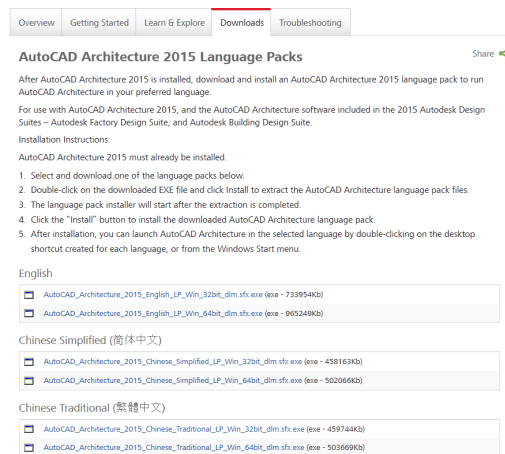 Overview Getting Started Learn & Explore Downloads Troubleshooting
AutoCAD Architecture 2015 Language Packs
Share
After AutoCAD Architecture 2015 is installed, download and install an AutoCAD Architecture 2015 language pack to run
AutoCAD Architecture in your preferred language.
For use with AutoCAD Architecture 2015, and the AutoCAD Architecture software included in the 2015 Autodesk Design
Suites – Autodesk Factory Design Suite, and Autodesk Building Design Suite.
Installation Instructions:
AutoCAD Architecture 2015 must already be installed.
1. Select and download one of the language packs below.
2. Double-click on the downloaded EXE file and click Install to extract the AutoCAD Architecture language pack files.
3. The language pack installer will start after the extraction is completed.
4. Click the "Install" button to install the downloaded AutoCAD Architecture language pack.
5. After installation, you can launch AutoCAD Architecture in the selected language by double-clicking on the desktop
shortcut created for each language, or from the Windows Start menu.
English
AutoCAD_Architecture_2015_English_LP_Win_32bit_dlm.sfx.exe (exe - 733954Kb)
AutoCAD_Architecture_2015_English_LP_Win_64bit_dlm.sfx.exe (exe - 965249Kb)
Chinese Simplified (简体中文)
AutoCAD_Architecture_2015_Chinese_Simplified_LP_Win_32bit_dlm.sfx.exe (exe - 458163Kb)
AutoCAD_Architecture_2015_Chinese_Simplified_LP_Win_64bit_dlm.sfx.exe (exe - 502066Kb)
Chinese Traditional (繁體中文)
AutoCAD_Architecture_2015_Chinese_Traditional_LP_Win_32bit_dlm.sfx.exe (exe - 459744Kb)
AutoCAD_Architecture_2015_Chinese_Traditional_LP_Win_64bit_dlm.sfx.exe (exe - 503669Kb)